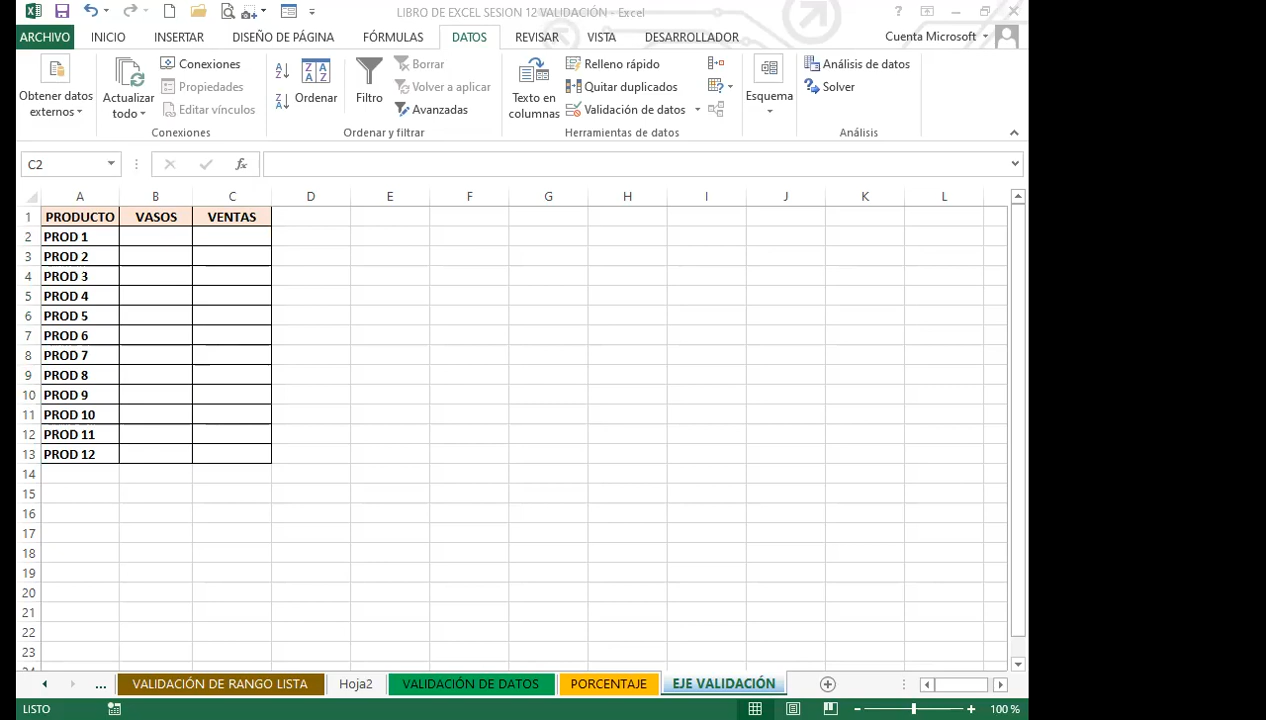 LIBRO DE EXCEL SESION 12 VALIDACIÓN - Excel
ARCHIVO INICIO INSERTAR DISEÑO DE PÁGINA FÓRMULAS DATOS REVISAR VISTA DESARROLLADOR Cuenta Microsoft
Obtener datos externos
Actualizar todo
Conexiones
Propiedades
Editar vínculos
Conexiones
Ordenar
Filtro
Borrar
Volver a aplicar
Avanzadas
Ordenar y filtrar
Texto en columnas
Relleno rápido
Quitar duplicados
Validación de datos
Herramientas de datos
Esquema
Análisis de datos
Solver
Análisis
C2 fx
A B C D E F G H I J K L
1 PRODUCTO VASOS VENTAS
2 PROD 1
3 PROD 2
4 PROD 3
5 PROD 4
6 PROD 5
7 PROD 6
8 PROD 7
9 PROD 8
10 PROD 9
11 PROD 10
12 PROD 11
13 PROD 12
14
15
16
17
18
19
20
21
22
23
24
... VALIDACIÓN DE RANGO LISTA Hoja2 VALIDACIÓN DE DATOS PORCENTAJE EJE VALIDACIÓN
LISTO 100 %